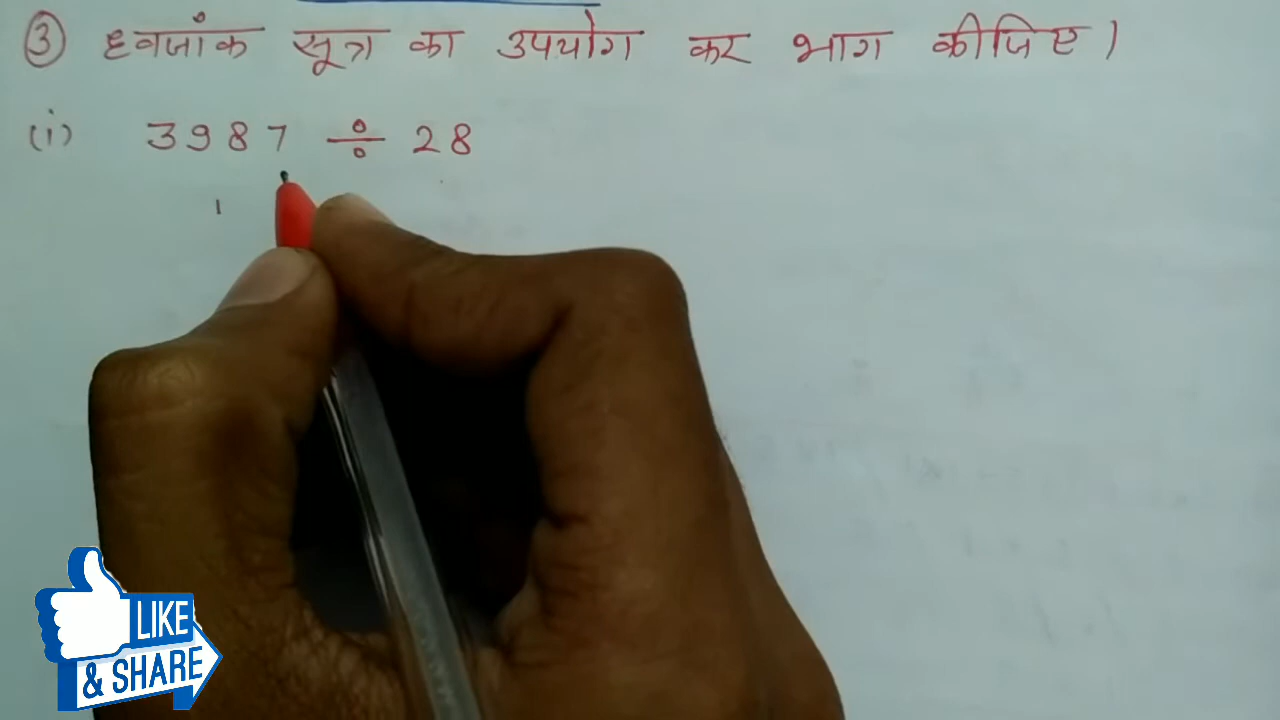 ③ ध्वजांक सूत्र का उपयोग कर भाग कीजिए।
(i) 3987 ÷ 28
LIKE
& SHARE